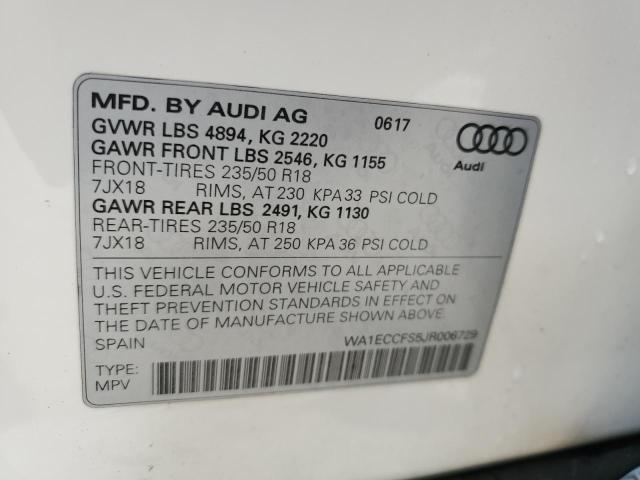 MFD. BY AUDI AG 0617
GVWR LBS 4894, KG 2220
GAWR FRONT LBS 2546, KG 1155
FRONT-TIRES 235/50 R18
7JX18 RIMS, AT 230 KPA 33 PSI COLD
GAWR REAR LBS 2491, KG 1130
REAR-TIRES 235/50 R18
7JX18 RIMS, AT 250 KPA 36 PSI COLD
Audi
THIS VEHICLE CONFORMS TO ALL APPLICABLE
U.S. FEDERAL MOTOR VEHICLE SAFETY AND
THEFT PREVENTION STANDARDS IN EFFECT ON
THE DATE OF MANUFACTURE SHOWN ABOVE.
SPAIN WA1ECCFS5JR006729
TYPE:
MPV